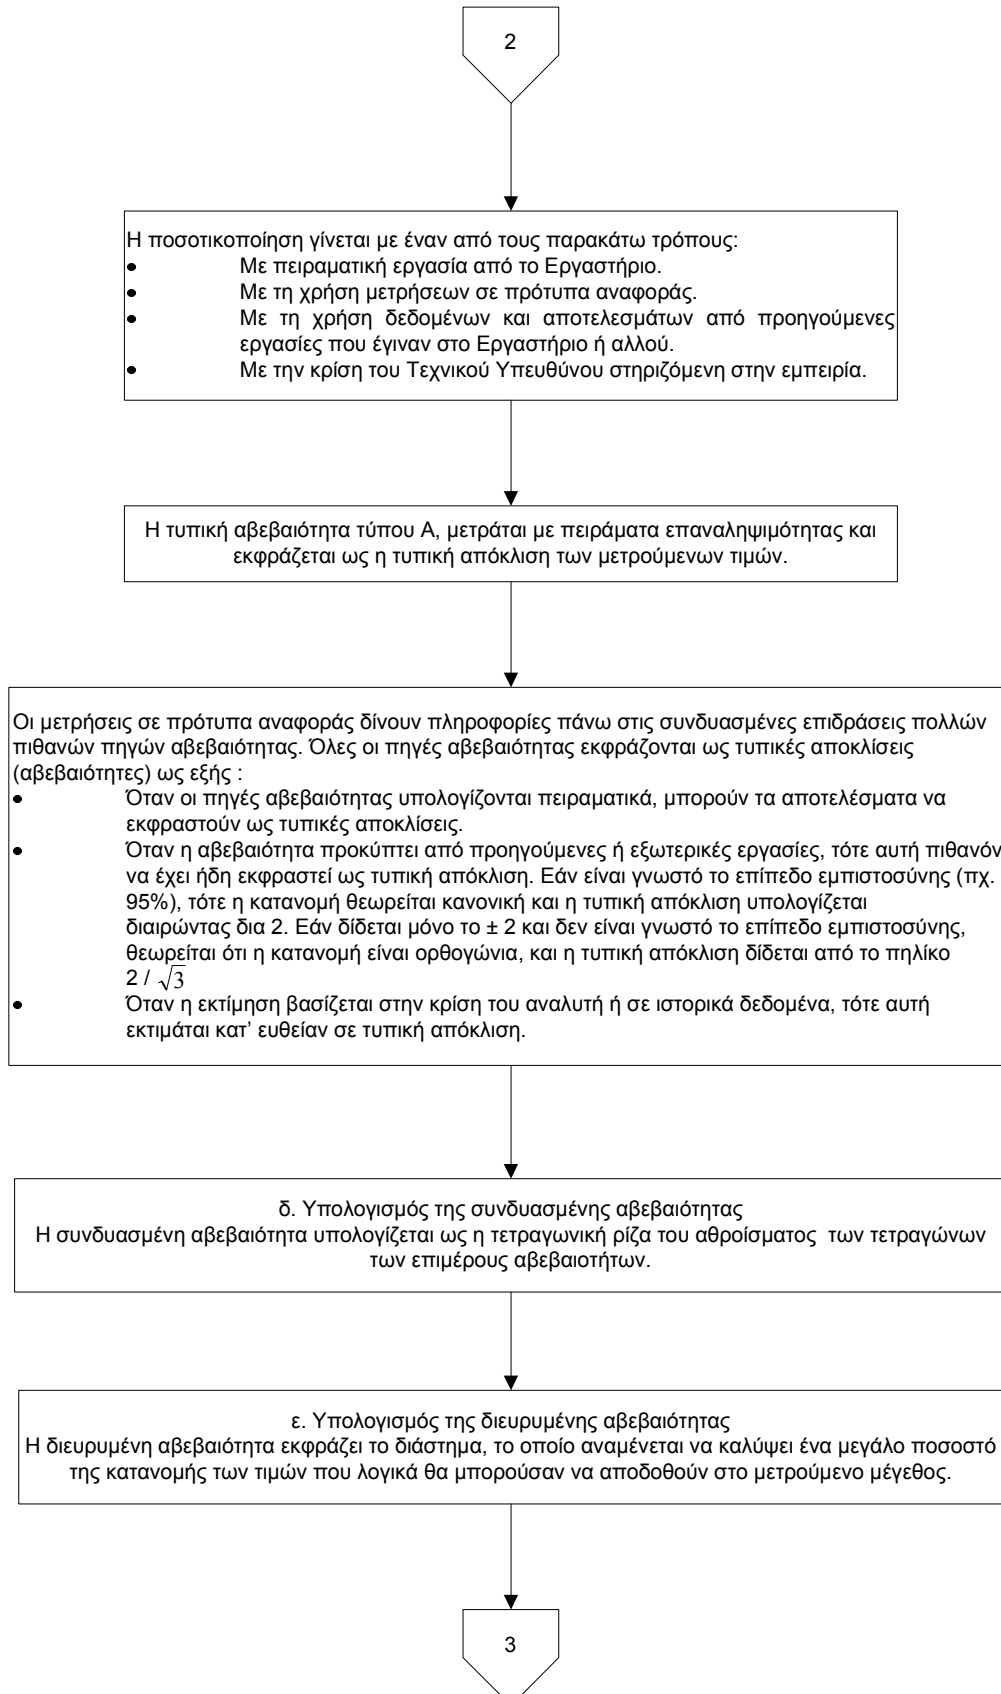 2
Η ποσοτικοποίηση γίνεται με έναν από τους παρακάτω τρόπους:
• Με πειραματική εργασία από το Εργαστήριο.
• Με τη χρήση μετρήσεων σε πρότυπα αναφοράς.
• Με τη χρήση δεδομένων και αποτελεσμάτων από προηγούμενες
εργασίες που έγιναν στο Εργαστήριο ή αλλού.
• Με την κρίση του Τεχνικού Υπευθύνου στηριζόμενη στην εμπειρία.
Η τυπική αβεβαιότητα τύπου Α, μετράται με πειράματα επαναληψιμότητας και
εκφράζεται ως η τυπική απόκλιση των μετρούμενων τιμών.
Οι μετρήσεις σε πρότυπα αναφοράς δίνουν πληροφορίες πάνω στις συνδυασμένες επιδράσεις πολλών
πιθανών πηγών αβεβαιότητας. Όλες οι πηγές αβεβαιότητας εκφράζονται ως τυπικές αποκλίσεις
(αβεβαιότητες) ως εξής :
• Όταν οι πηγές αβεβαιότητας υπολογίζονται πειραματικά, μπορούν τα αποτελέσματα να
εκφραστούν ως τυπικές αποκλίσεις.
• Όταν η αβεβαιότητα προκύπτει από προηγούμενες ή εξωτερικές εργασίες, τότε αυτή πιθανόν
να έχει ήδη εκφραστεί ως τυπική απόκλιση. Εάν είναι γνωστό το επίπεδο εμπιστοσύνης (πχ.
95%), τότε η κατανομή θεωρείται κανονική και η τυπική απόκλιση υπολογίζεται
διαιρώντας δια 2. Εάν δίδεται μόνο το ± 2 και δεν είναι γνωστό το επίπεδο εμπιστοσύνης,
θεωρείται ότι η κατανομή είναι ορθογώνια, και η τυπική απόκλιση δίδεται από το πηλίκο
2 / √3
• Όταν η εκτίμηση βασίζεται στην κρίση του αναλυτή ή σε ιστορικά δεδομένα, τότε αυτή
εκτιμάται κατ’ ευθείαν σε τυπική απόκλιση.
δ. Υπολογισμός της συνδυασμένης αβεβαιότητας
Η συνδυασμένη αβεβαιότητα υπολογίζεται ως η τετραγωνική ρίζα του αθροίσματος των τετραγώνων
των επιμέρους αβεβαιοτήτων.
ε. Υπολογισμός της διευρυμένης αβεβαιότητας
Η διευρυμένη αβεβαιότητα εκφράζει το διάστημα, το οποίο αναμένεται να καλύψει ένα μεγάλο ποσοστό
της κατανομής των τιμών που λογικά θα μπορούσαν να αποδοθούν στο μετρούμενο μέγεθος.
3